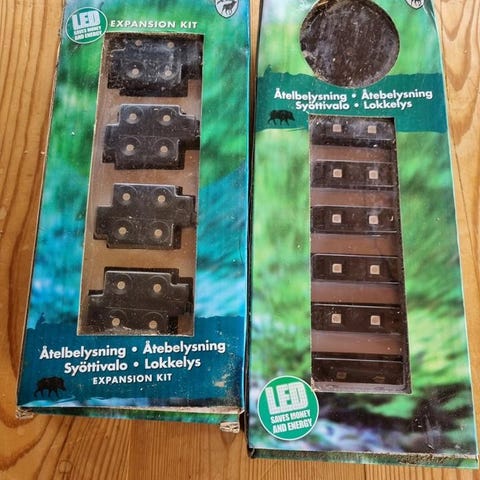 LED
SAVES MONEY
AND ENERGY
EXPANSION KIT
Åtelbelysning • Åtebelysning
Syöttivalo • Lokkelys
EXPANSION KIT
Åtelbelysning • Åtebelysning
Syöttivalo • Lokkelys
LED
SAVES MONEY
AND ENERGY